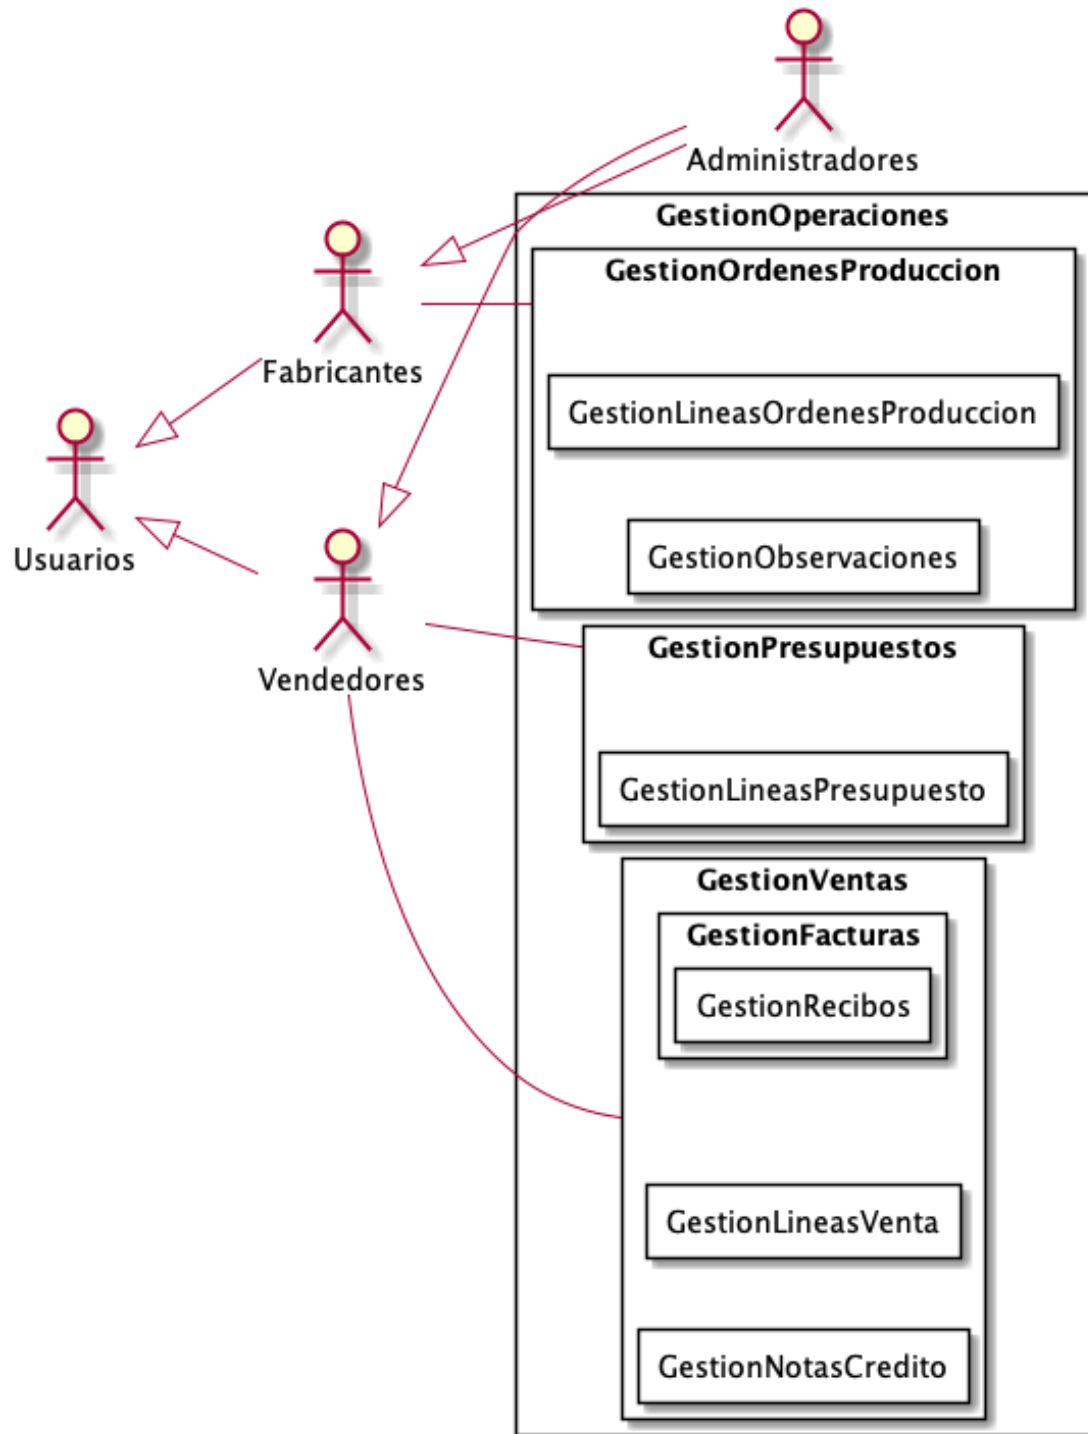 Administradores
GestionOperaciones
GestionOrdenesProduccion
Fabricantes
GestionLineasOrdenesProduccion
Usuarios
GestionObservaciones
Vendedores
GestionPresupuestos
GestionLineasPresupuesto
GestionVentas
GestionFacturas
GestionRecibos
GestionLineasVenta
GestionNotasCredito